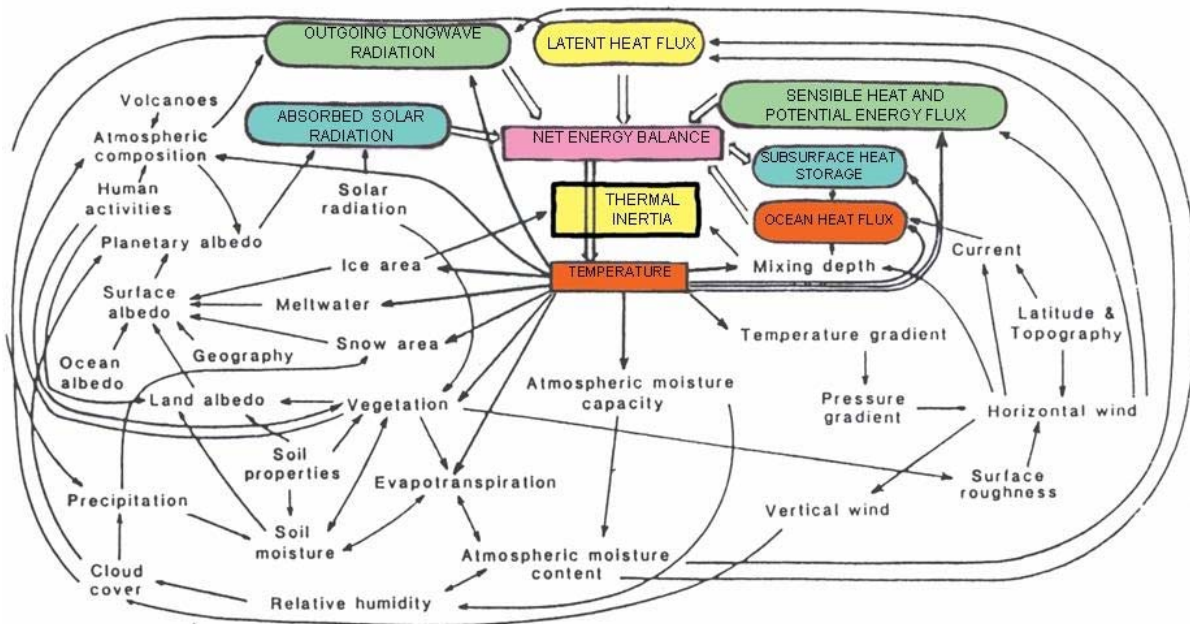 OUTGOING LONGWAVE
RADIATION
LATENT HEAT FLUX
SENSIBLE HEAT AND
POTENTIAL ENERGY FLUX
Volcanoes
ABSORBED SOLAR
RADIATION
NET ENERGY BALANCE
Atmospheric
composition
SUBSURFACE HEAT
STORAGE
Human
activities
Solar
radiation
THERMAL
INERTIA
OCEAN HEAT FLUX
Planetary albedo
Current
Ice area
TEMPERATURE
Mixing depth
Surface
albedo
Meltwater
Latitude &
Topography
Temperature gradient
Snow area
Ocean
albedo
Geography
Atmospheric moisture
capacity
Land albedo
Vegetation
Pressure
gradient
Horizontal wind
Soil
properties
Evapotranspiration
Surface
roughness
Precipitation
Vertical wind
Soil
moisture
Atmospheric moisture
content
Cloud
cover
Relative humidity